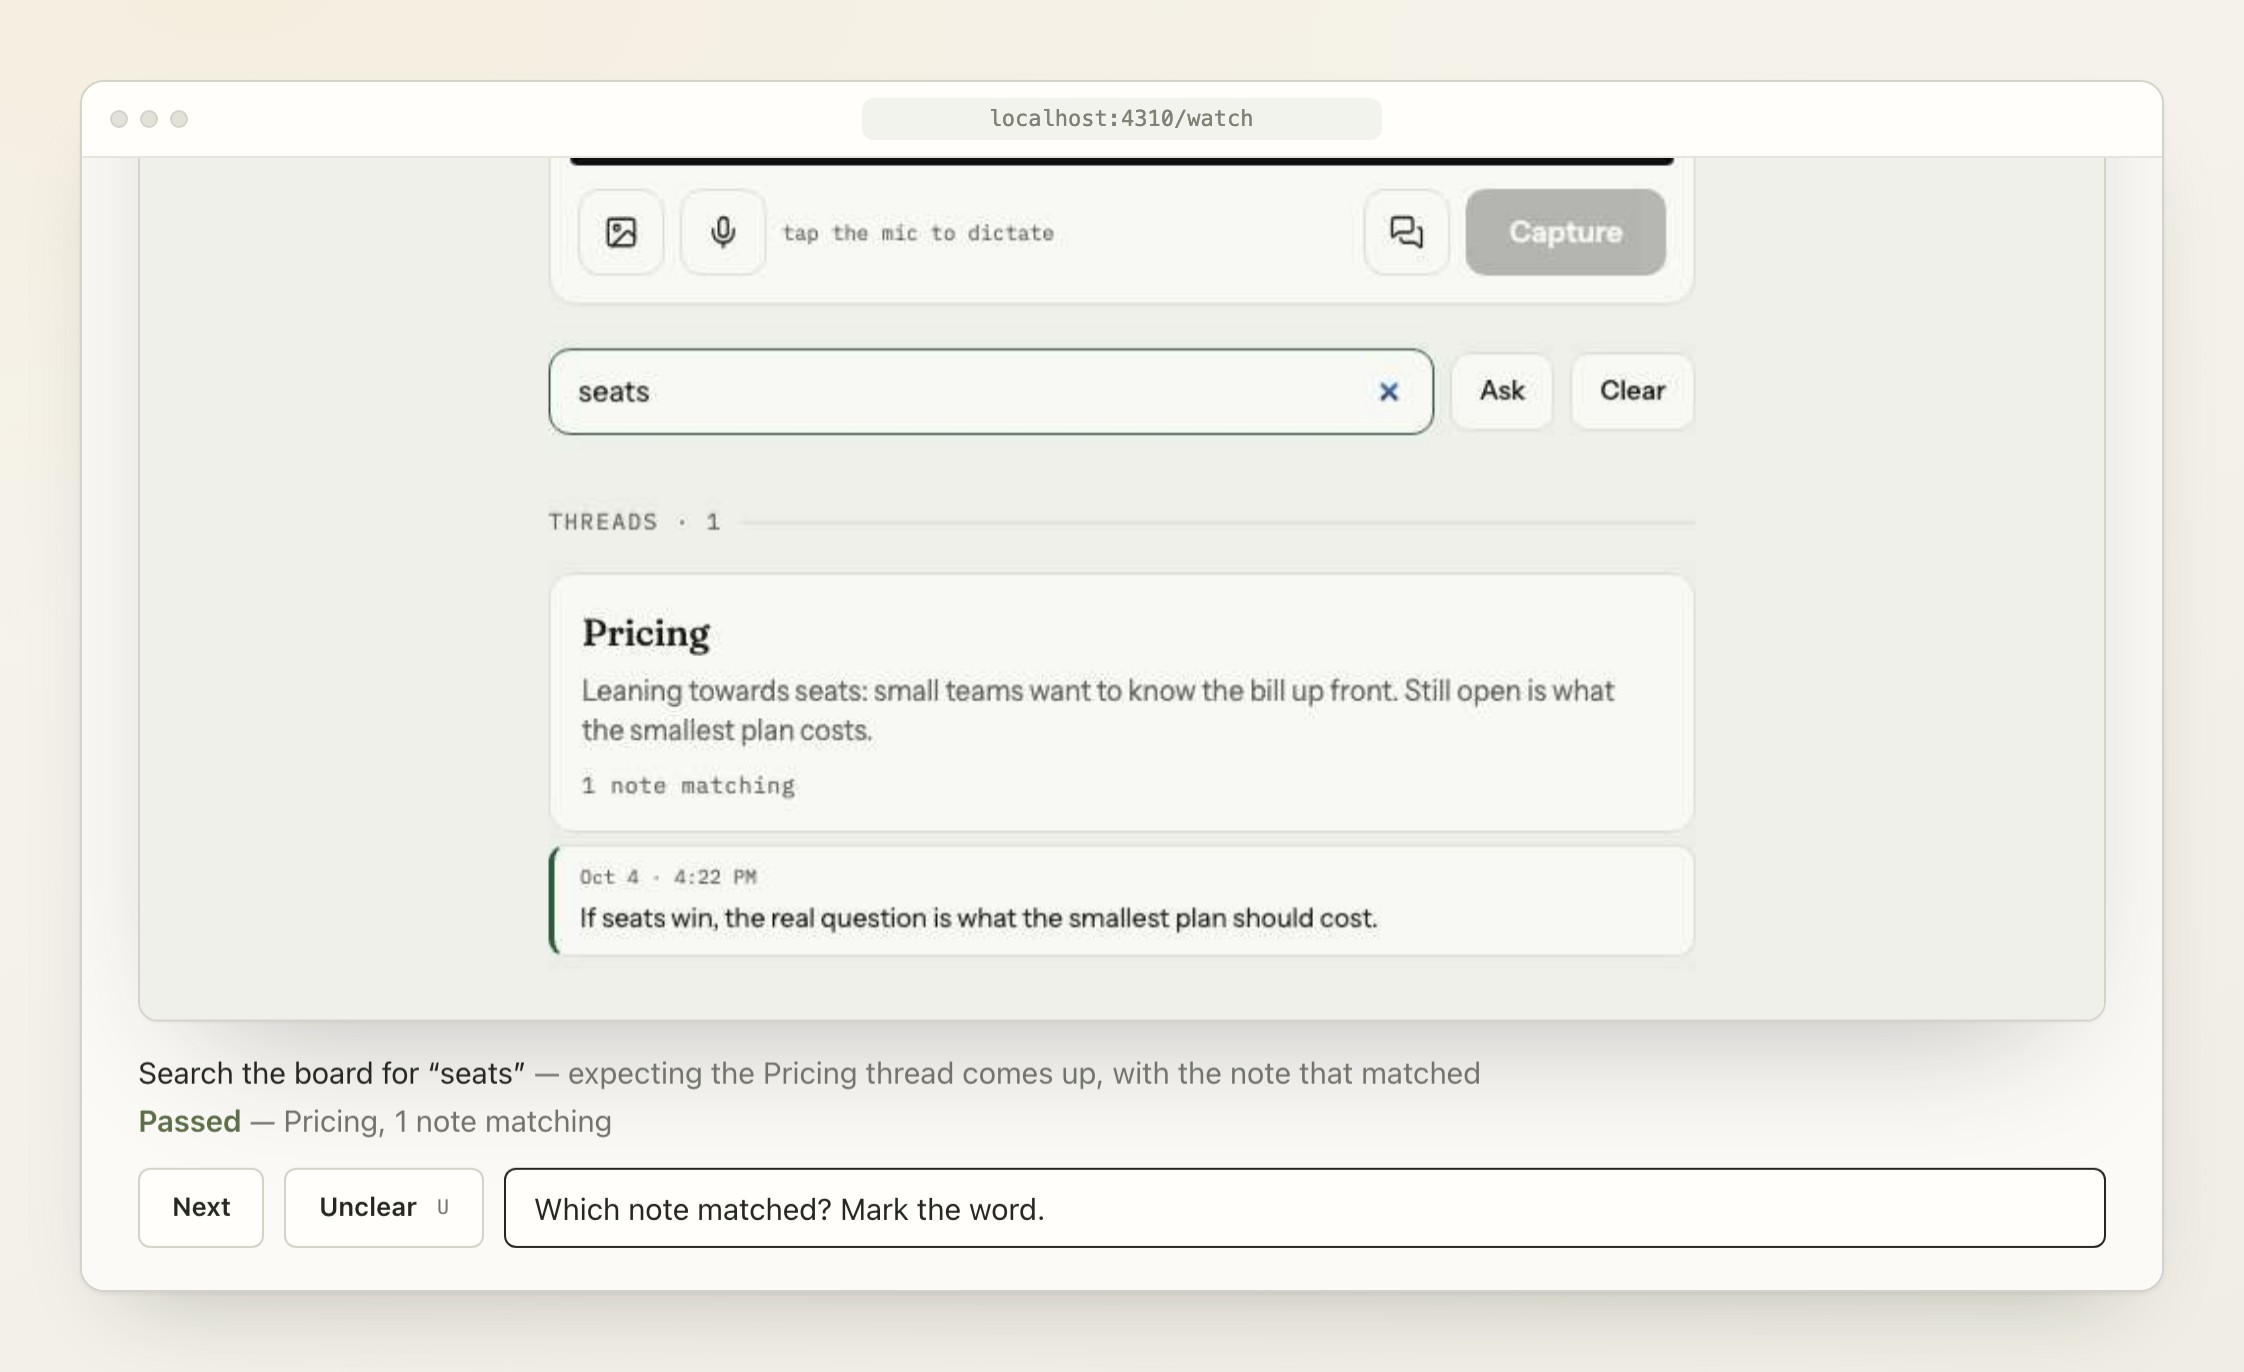 localhost:4310/watch
tap the mic to dictate
Capture
seats
Ask
Clear
THREADS · 1
Pricing
Leaning towards seats: small teams want to know the bill up front. Still open is what
the smallest plan costs.
1 note matching
Oct 4 · 4:22 PM
If seats win, the real question is what the smallest plan should cost.
Search the board for “seats” — expecting the Pricing thread comes up, with the note that matched
Passed — Pricing, 1 note matching
Next
Unclear U
Which note matched? Mark the word.